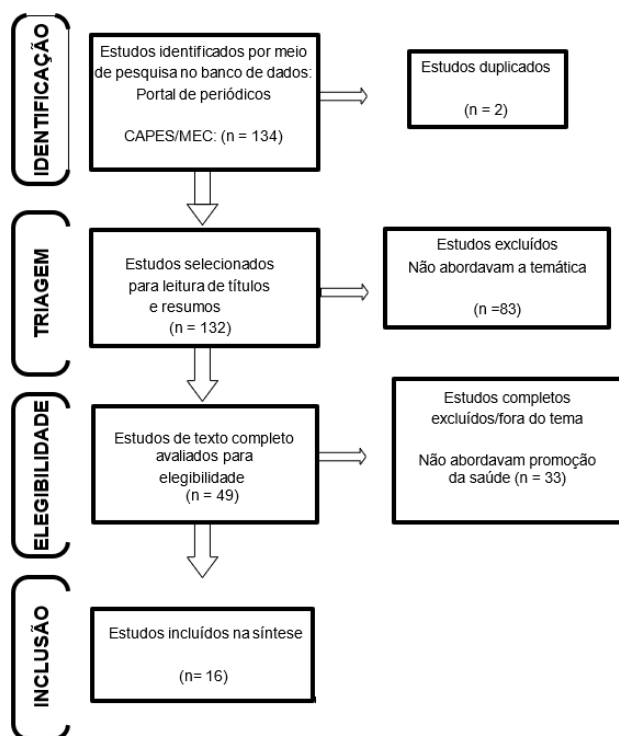 IDENTIFICAÇÃO
Estudos identificados por meio
de pesquisa no banco de dados:
Portal de periódicos
CAPES/MEC: (n = 134)
Estudos duplicados
(n = 2)
TRIAGEM
Estudos selecionados
para leitura de títulos
e resumos
(n = 132)
Estudos excluídos
Não abordavam a temática
(n =83)
ELEGIBILIDADE
Estudos de texto completo
avaliados para
elegibilidade
(n = 49)
Estudos completos
excluídos/fora do tema
Não abordavam promoção
da saúde (n = 33)
INCLUSÃO
Estudos incluídos na síntese
(n= 16)